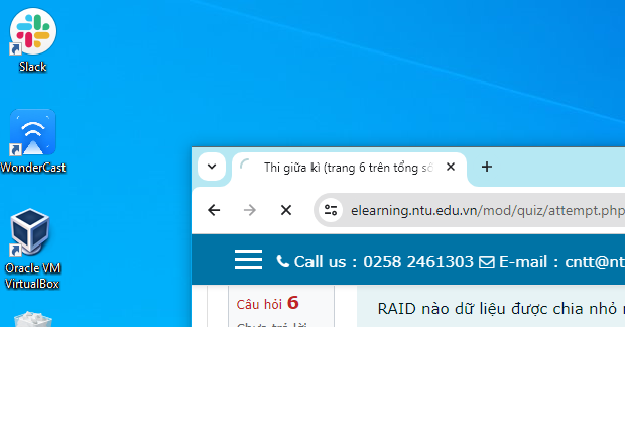 Slack
WonderCast
Oracle VM
VirtualBox
Thi giữa kì (trang 6 trên tổng số
elearning.ntu.edu.vn/mod/quiz/attempt.php
Call us : 0258 2461303 E-mail : cntt@nt
Câu hỏi 6
Chưa trả lời
RAID nào dữ liệu được chia nhỏ